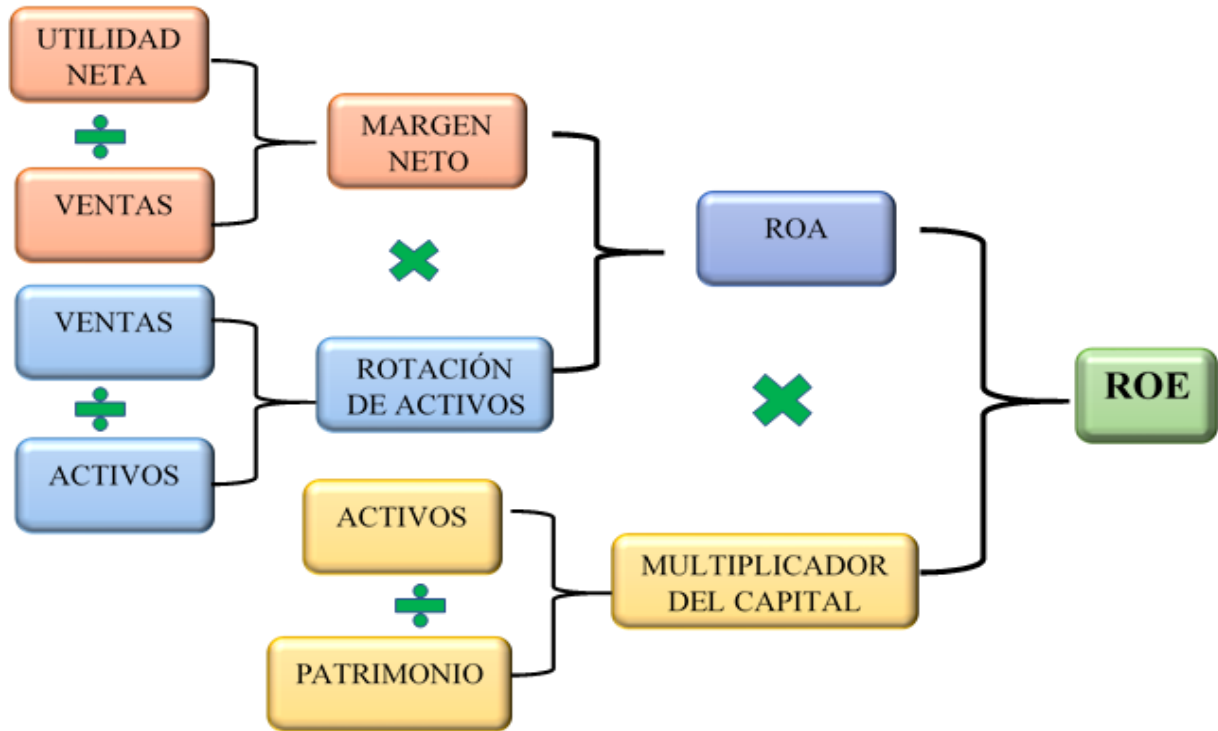 UTILIDAD
NETA
VENTAS
MARGEN
NETO
VENTAS
ACTIVOS
ROTACIÓN
DE ACTIVOS
ROA
ACTIVOS
PATRIMONIO
MULTIPLICADOR
DEL CAPITAL
ROE